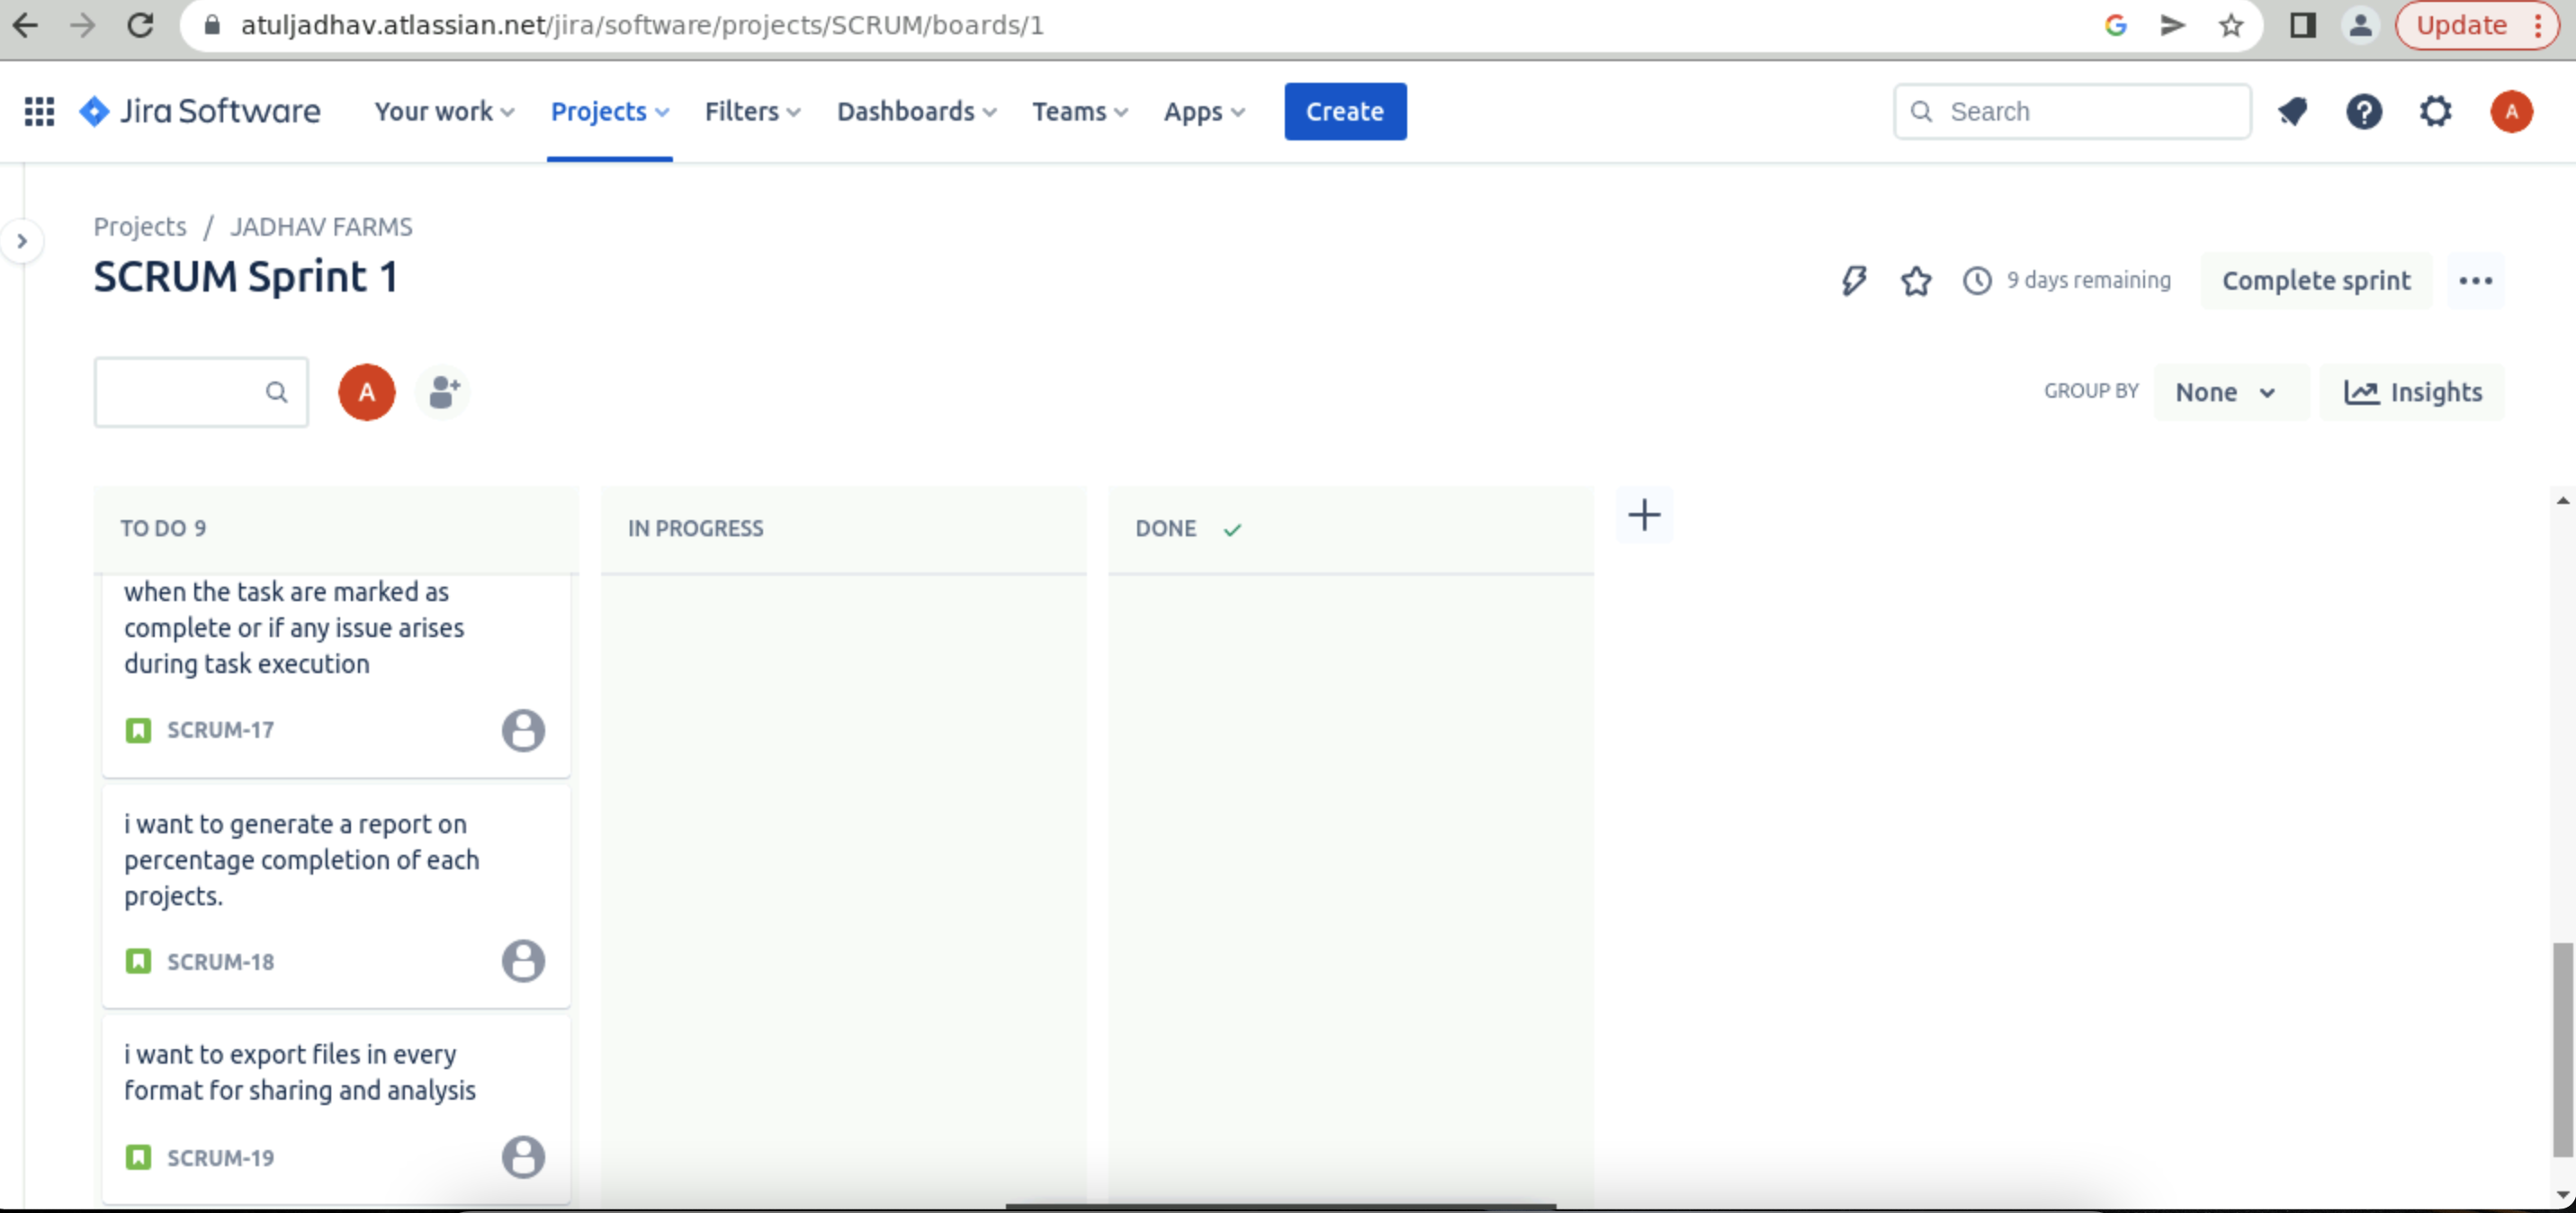 atuljadhav.atlassian.net/jira/software/projects/SCRUM/boards/1
Update
Jira Software
Your work
Projects
Filters
Dashboards
Teams
Apps
Create
Search
A
Projects / JADHAV FARMS
SCRUM Sprint 1
9 days remaining
Complete sprint
A
GROUP BY
None
Insights
TO DO 9
IN PROGRESS
DONE
when the task are marked as
complete or if any issue arises
during task execution
SCRUM-17
i want to generate a report on
percentage completion of each
projects.
SCRUM-18
i want to export files in every
format for sharing and analysis
SCRUM-19